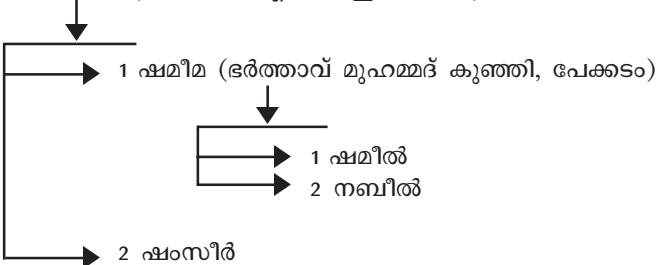 1 ഷമീമ (ഭർത്താവ് മുഹമ്മദ് കുഞ്ഞി, പേക്കടം)
1 ഷമീൽ
2 നബീൽ
2 ഷംസീർ